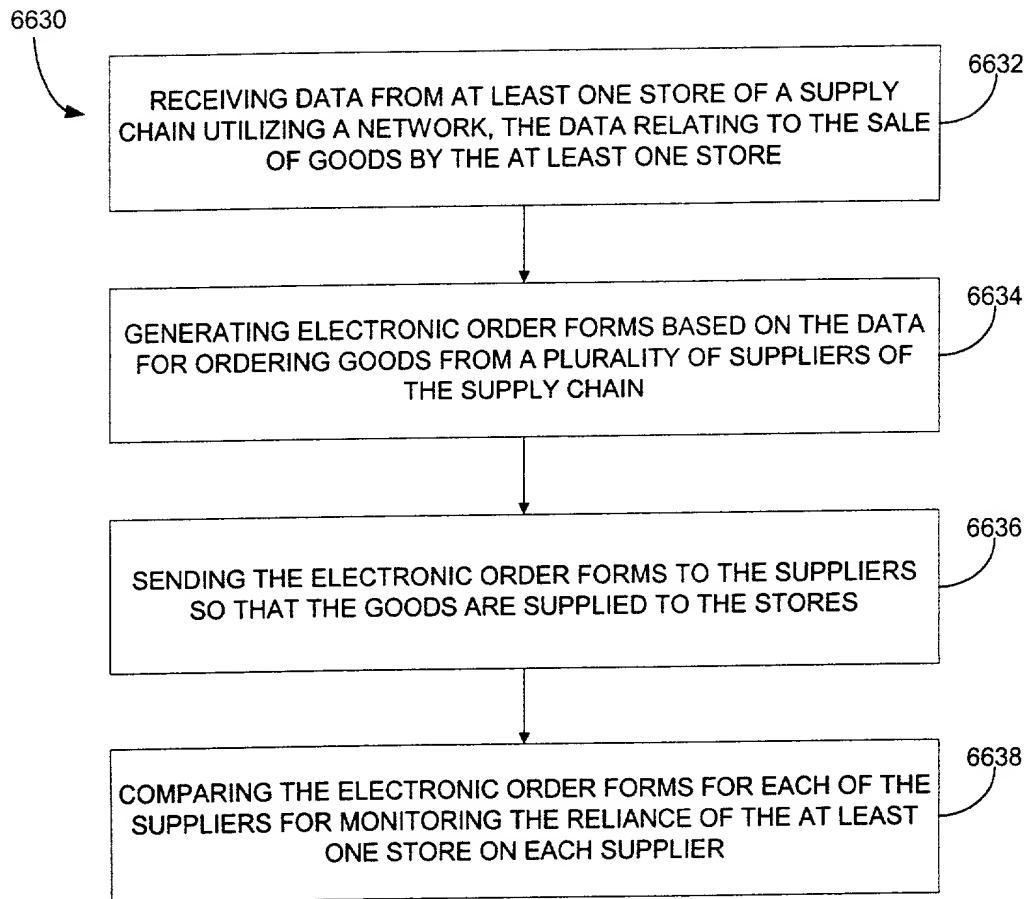 6630
RECEIVING DATA FROM AT LEAST ONE STORE OF A SUPPLY
CHAIN UTILIZING A NETWORK, THE DATA RELATING TO THE SALE
OF GOODS BY THE AT LEAST ONE STORE
6632
GENERATING ELECTRONIC ORDER FORMS BASED ON THE DATA
FOR ORDERING GOODS FROM A PLURALITY OF SUPPLIERS OF
THE SUPPLY CHAIN
6634
SENDING THE ELECTRONIC ORDER FORMS TO THE SUPPLIERS
SO THAT THE GOODS ARE SUPPLIED TO THE STORES
6636
COMPARING THE ELECTRONIC ORDER FORMS FOR EACH OF THE
SUPPLIERS FOR MONITORING THE RELIANCE OF THE AT LEAST
ONE STORE ON EACH SUPPLIER
6638